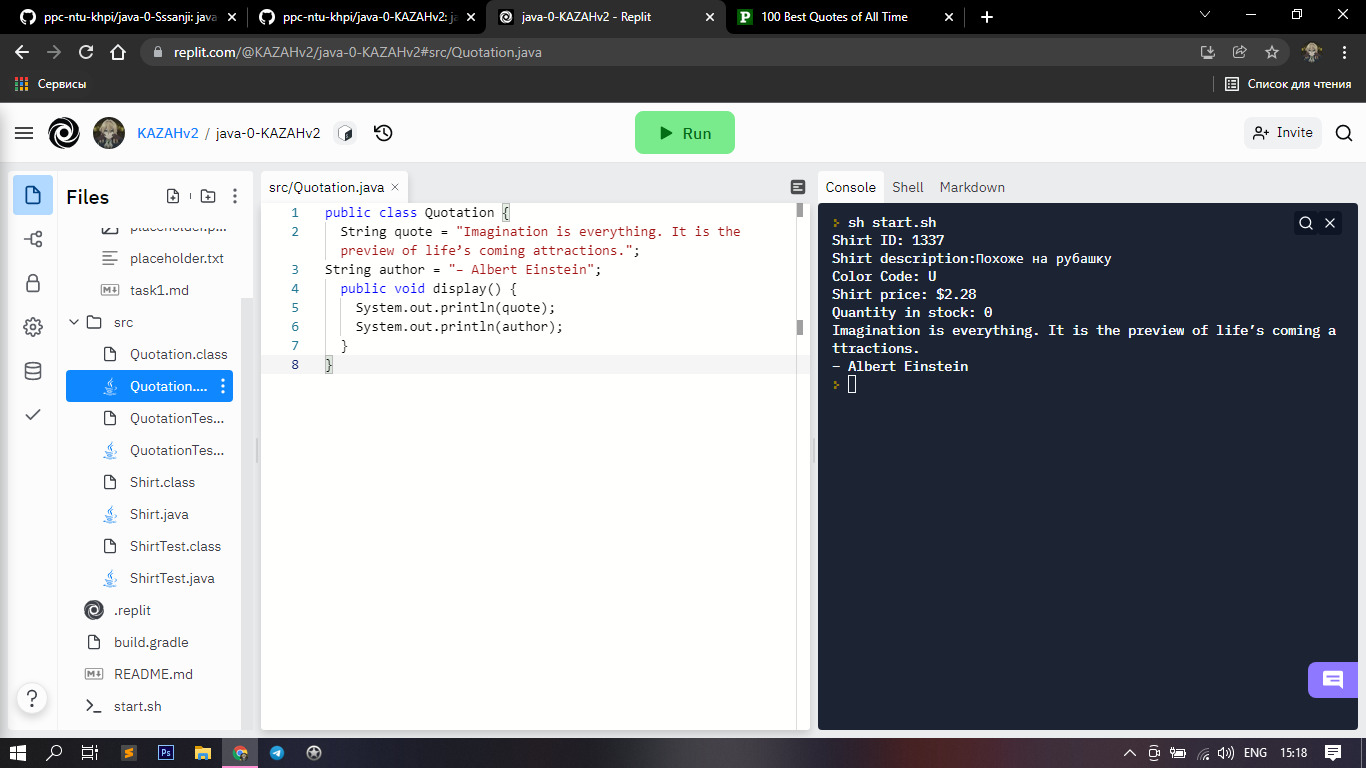 ppc-ntu-khpi/java-0-Sssanji: java
ppc-ntu-khpi/java-0-KAZAHv2: ja
java-0-KAZAHv2 - Replit
100 Best Quotes of All Time
replit.com/@KAZAHv2/java-0-KAZAHv2#src/Quotation.java
Сервисы
Список для чтения
KAZAHv2 / java-0-KAZAHv2
Run
Invite
Files
placeholder.p...
placeholder.txt
task1.md
src
Quotation.class
Quotation....
QuotationTes...
QuotationTes...
Shirt.class
Shirt.java
ShirtTest.class
ShirtTest.java
.replit
build.gradle
README.md
start.sh
?
src/Quotation.java
1 public class Quotation {
2 String quote = "Imagination is everything. It is the
preview of life’s coming attractions.";
3 String author = "– Albert Einstein";
4 public void display() {
5 System.out.println(quote);
6 System.out.println(author);
7 }
8 }
Console Shell Markdown
sh start.sh
Shirt ID: 1337
Shirt description:Похоже на рубашку
Color Code: U
Shirt price: $2.28
Quantity in stock: 0
Imagination is everything. It is the preview of life’s coming a
ttractions.
– Albert Einstein
Ps
ENG
15:18